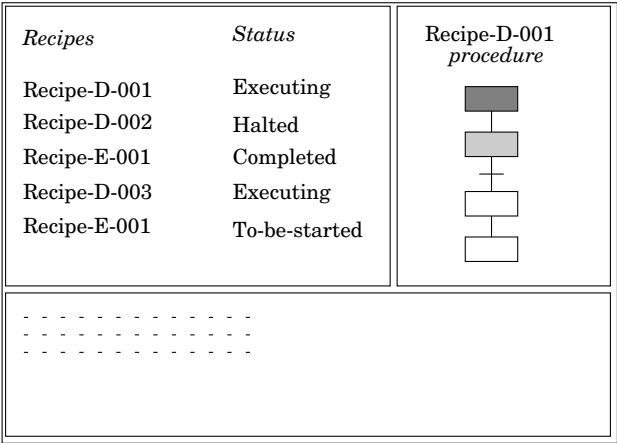 Recipes Status
Recipe-D-001 Executing
Recipe-D-002 Halted
Recipe-E-001 Completed
Recipe-D-003 Executing
Recipe-E-001 To-be-started
Recipe-D-001
procedure
- - - - - - - - - - - - -
- - - - - - - - - - - - -
- - - - - - - - - - - - -